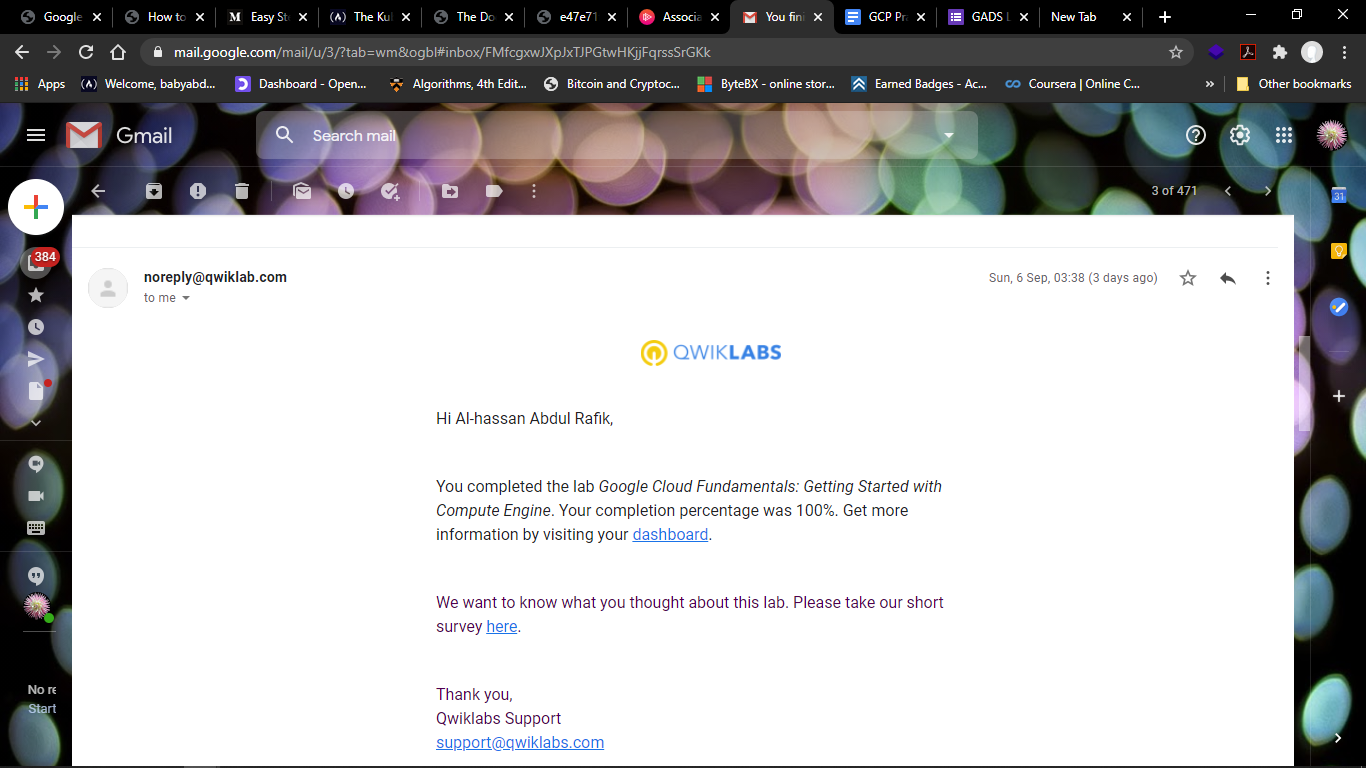 Google
How to
Easy St
The Kul
The Do
e47e71
Associa
You fini
GCP Pra
GADS L
New Tab
mail.google.com/mail/u/3/?tab=wm&ogbl#inbox/FMfcgxwJXpJxTJPGtwHKjjFqrssSrGKk
Apps
Welcome, babyabd...
Dashboard - Open...
Algorithms, 4th Edit...
Bitcoin and Cryptoc...
ByteBX - online stor...
Earned Badges - Ac...
Coursera | Online C...
»
Other bookmarks
Gmail
Search mail
3 of 471
31
384
noreply@qwiklab.com
Sun, 6 Sep, 03:38 (3 days ago)
to me
QWIKLABS
Hi Al-hassan Abdul Rafik,
You completed the lab Google Cloud Fundamentals: Getting Started with
Compute Engine. Your completion percentage was 100%. Get more
information by visiting your dashboard.
We want to know what you thought about this lab. Please take our short
survey here.
Thank you,
Qwiklabs Support
support@qwiklabs.com
No re
Start